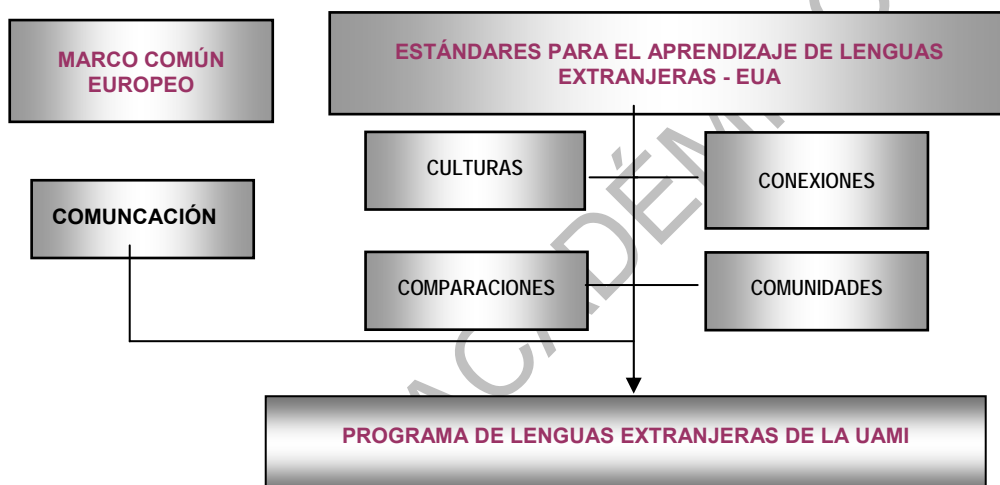 MARCO COMÚN
EUROPEO
ESTÁNDARES PARA EL APRENDIZAJE DE LENGUAS
EXTRANJERAS - EUA
CULTURAS
CONEXIONES
COMUNCACIÓN
COMPARACIONES
COMUNIDADES
PROGRAMA DE LENGUAS EXTRANJERAS DE LA UAMI